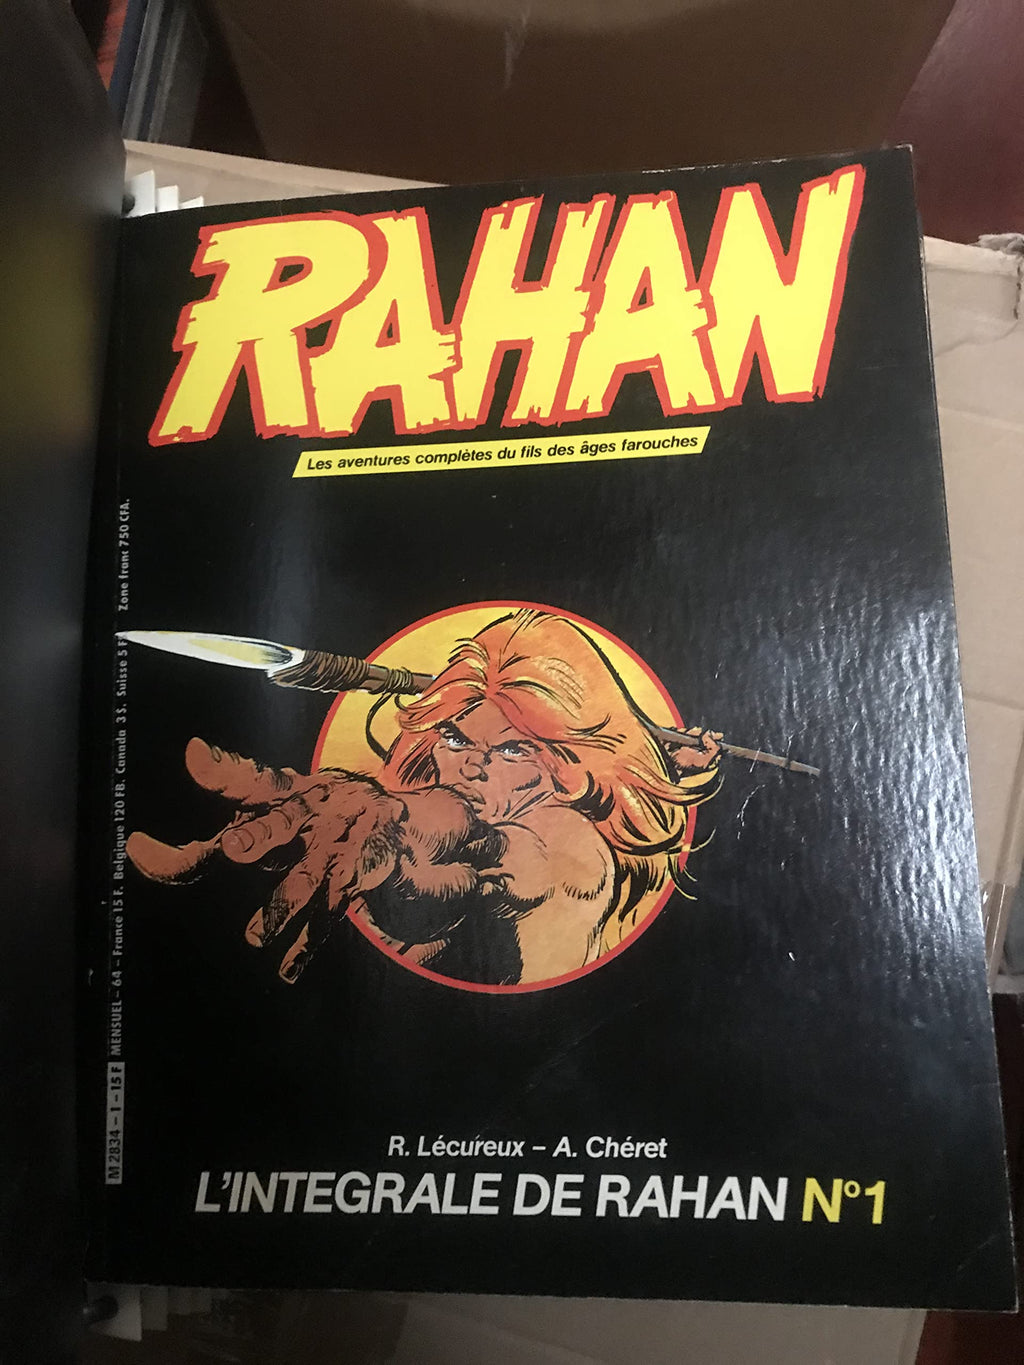 RAHAN
Les aventures complètes du fils des âges farouches
M 2834 – 1 – 15 F MENSUEL – 64 – France 15 F. Belgique 120 FB. Canada 3 $. Suisse 5 F Zone franc 750 CFA.
R. Lécureux – A. Chéret
L'INTEGRALE DE RAHAN N°1